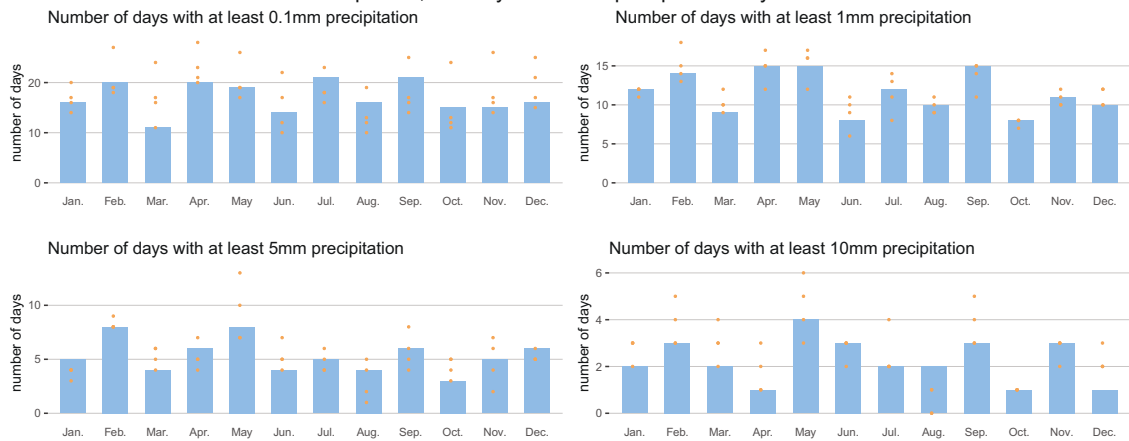 Number of days with at least 0.1mm precipitation
number of days
20
10
0
Jan. Feb. Mar. Apr. May Jun. Jul. Aug. Sep. Oct. Nov. Dec.
Number of days with at least 1mm precipitation
number of days
15
10
5
0
Jan. Feb. Mar. Apr. May Jun. Jul. Aug. Sep. Oct. Nov. Dec.
Number of days with at least 5mm precipitation
number of days
10
5
0
Jan. Feb. Mar. Apr. May Jun. Jul. Aug. Sep. Oct. Nov. Dec.
Number of days with at least 10mm precipitation
number of days
6
4
2
0
Jan. Feb. Mar. Apr. May Jun. Jul. Aug. Sep. Oct. Nov. Dec.